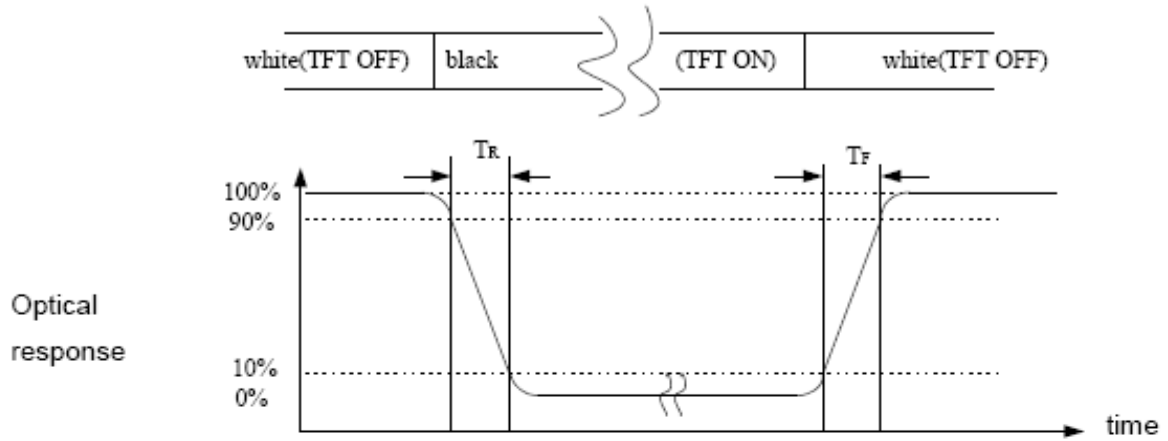 white(TFT OFF) black (TFT ON) white(TFT OFF)
TR TF
100%
90%
Optical
response
10%
0%
time